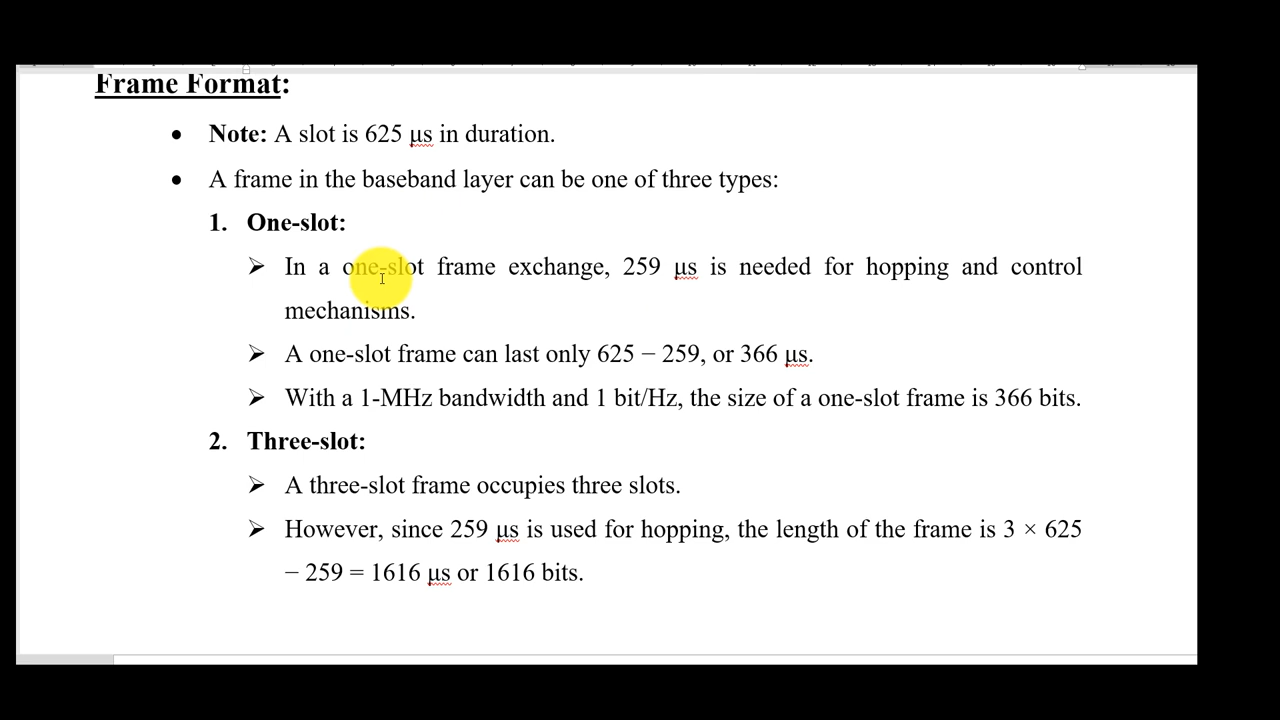 Frame Format:
• Note: A slot is 625 μs in duration.
• A frame in the baseband layer can be one of three types:
1. One-slot:
➢ In a one-slot frame exchange, 259 μs is needed for hopping and control
mechanisms.
➢ A one-slot frame can last only 625 − 259, or 366 μs.
➢ With a 1-MHz bandwidth and 1 bit/Hz, the size of a one-slot frame is 366 bits.
2. Three-slot:
➢ A three-slot frame occupies three slots.
➢ However, since 259 μs is used for hopping, the length of the frame is 3 × 625
− 259 = 1616 μs or 1616 bits.